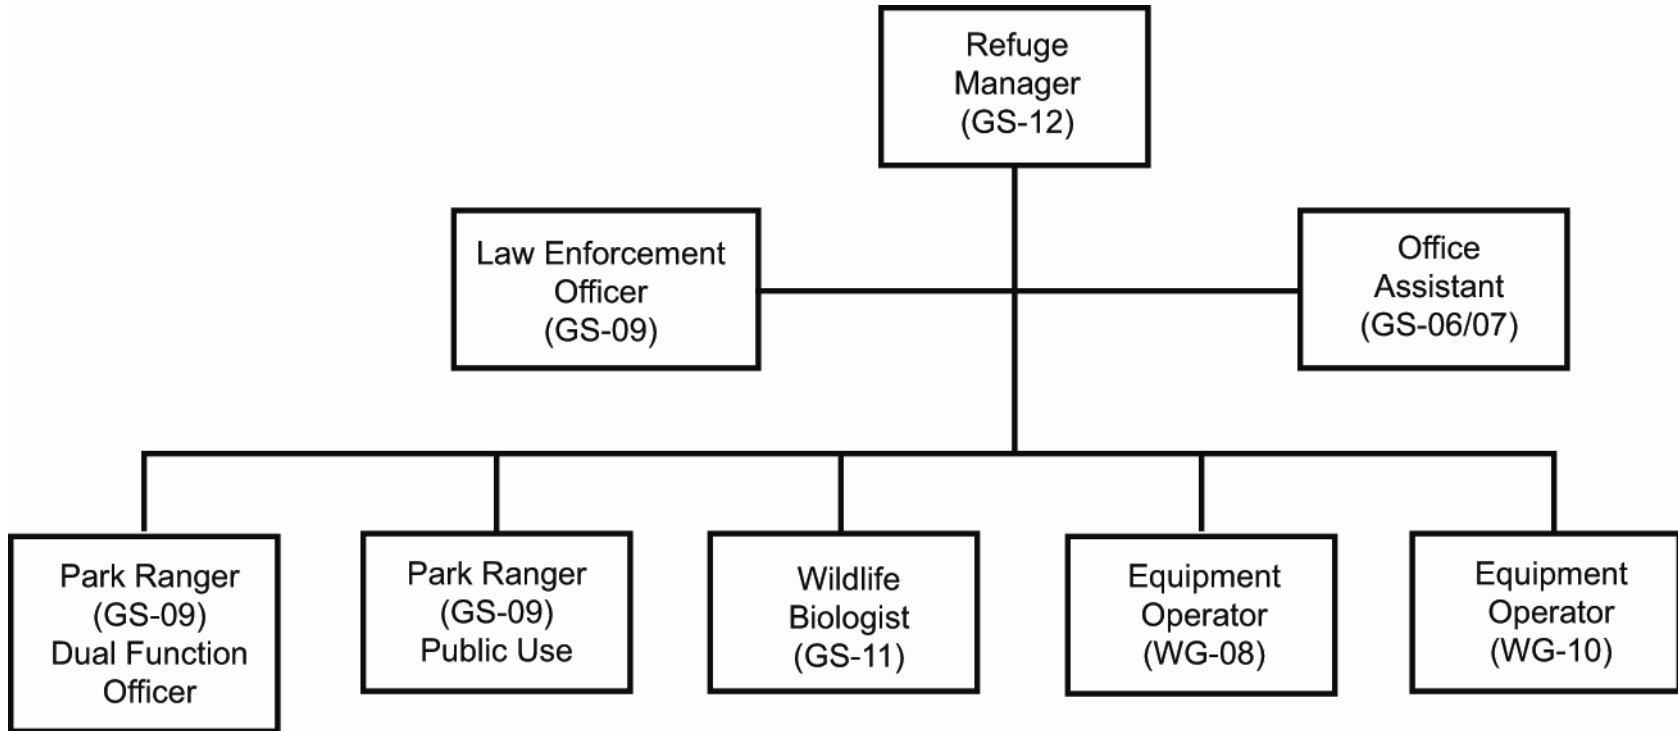 Refuge
Manager
(GS-12)
Law Enforcement
Officer
(GS-09)
Office
Assistant
(GS-06/07)
Park Ranger
(GS-09)
Dual Function
Officer
Park Ranger
(GS-09)
Public Use
Wildlife
Biologist
(GS-11)
Equipment
Operator
(WG-08)
Equipment
Operator
(WG-10)